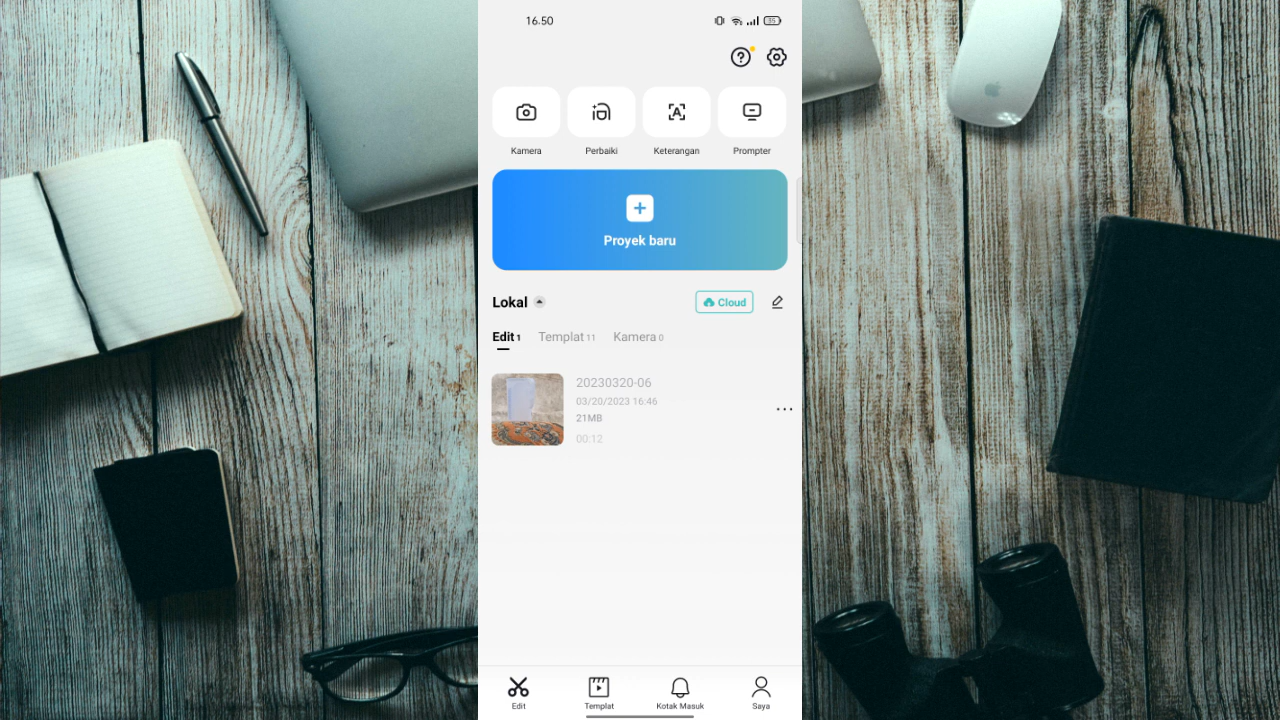 16.50
35
Kamera
Perbaiki
Keterangan
Prompter
Proyek baru
Lokal
Cloud
Edit 1
Templat 11
Kamera 0
20230320-06
03/20/2023 16:46
21MB
00:12
Edit
Templat
Kotak Masuk
Saya